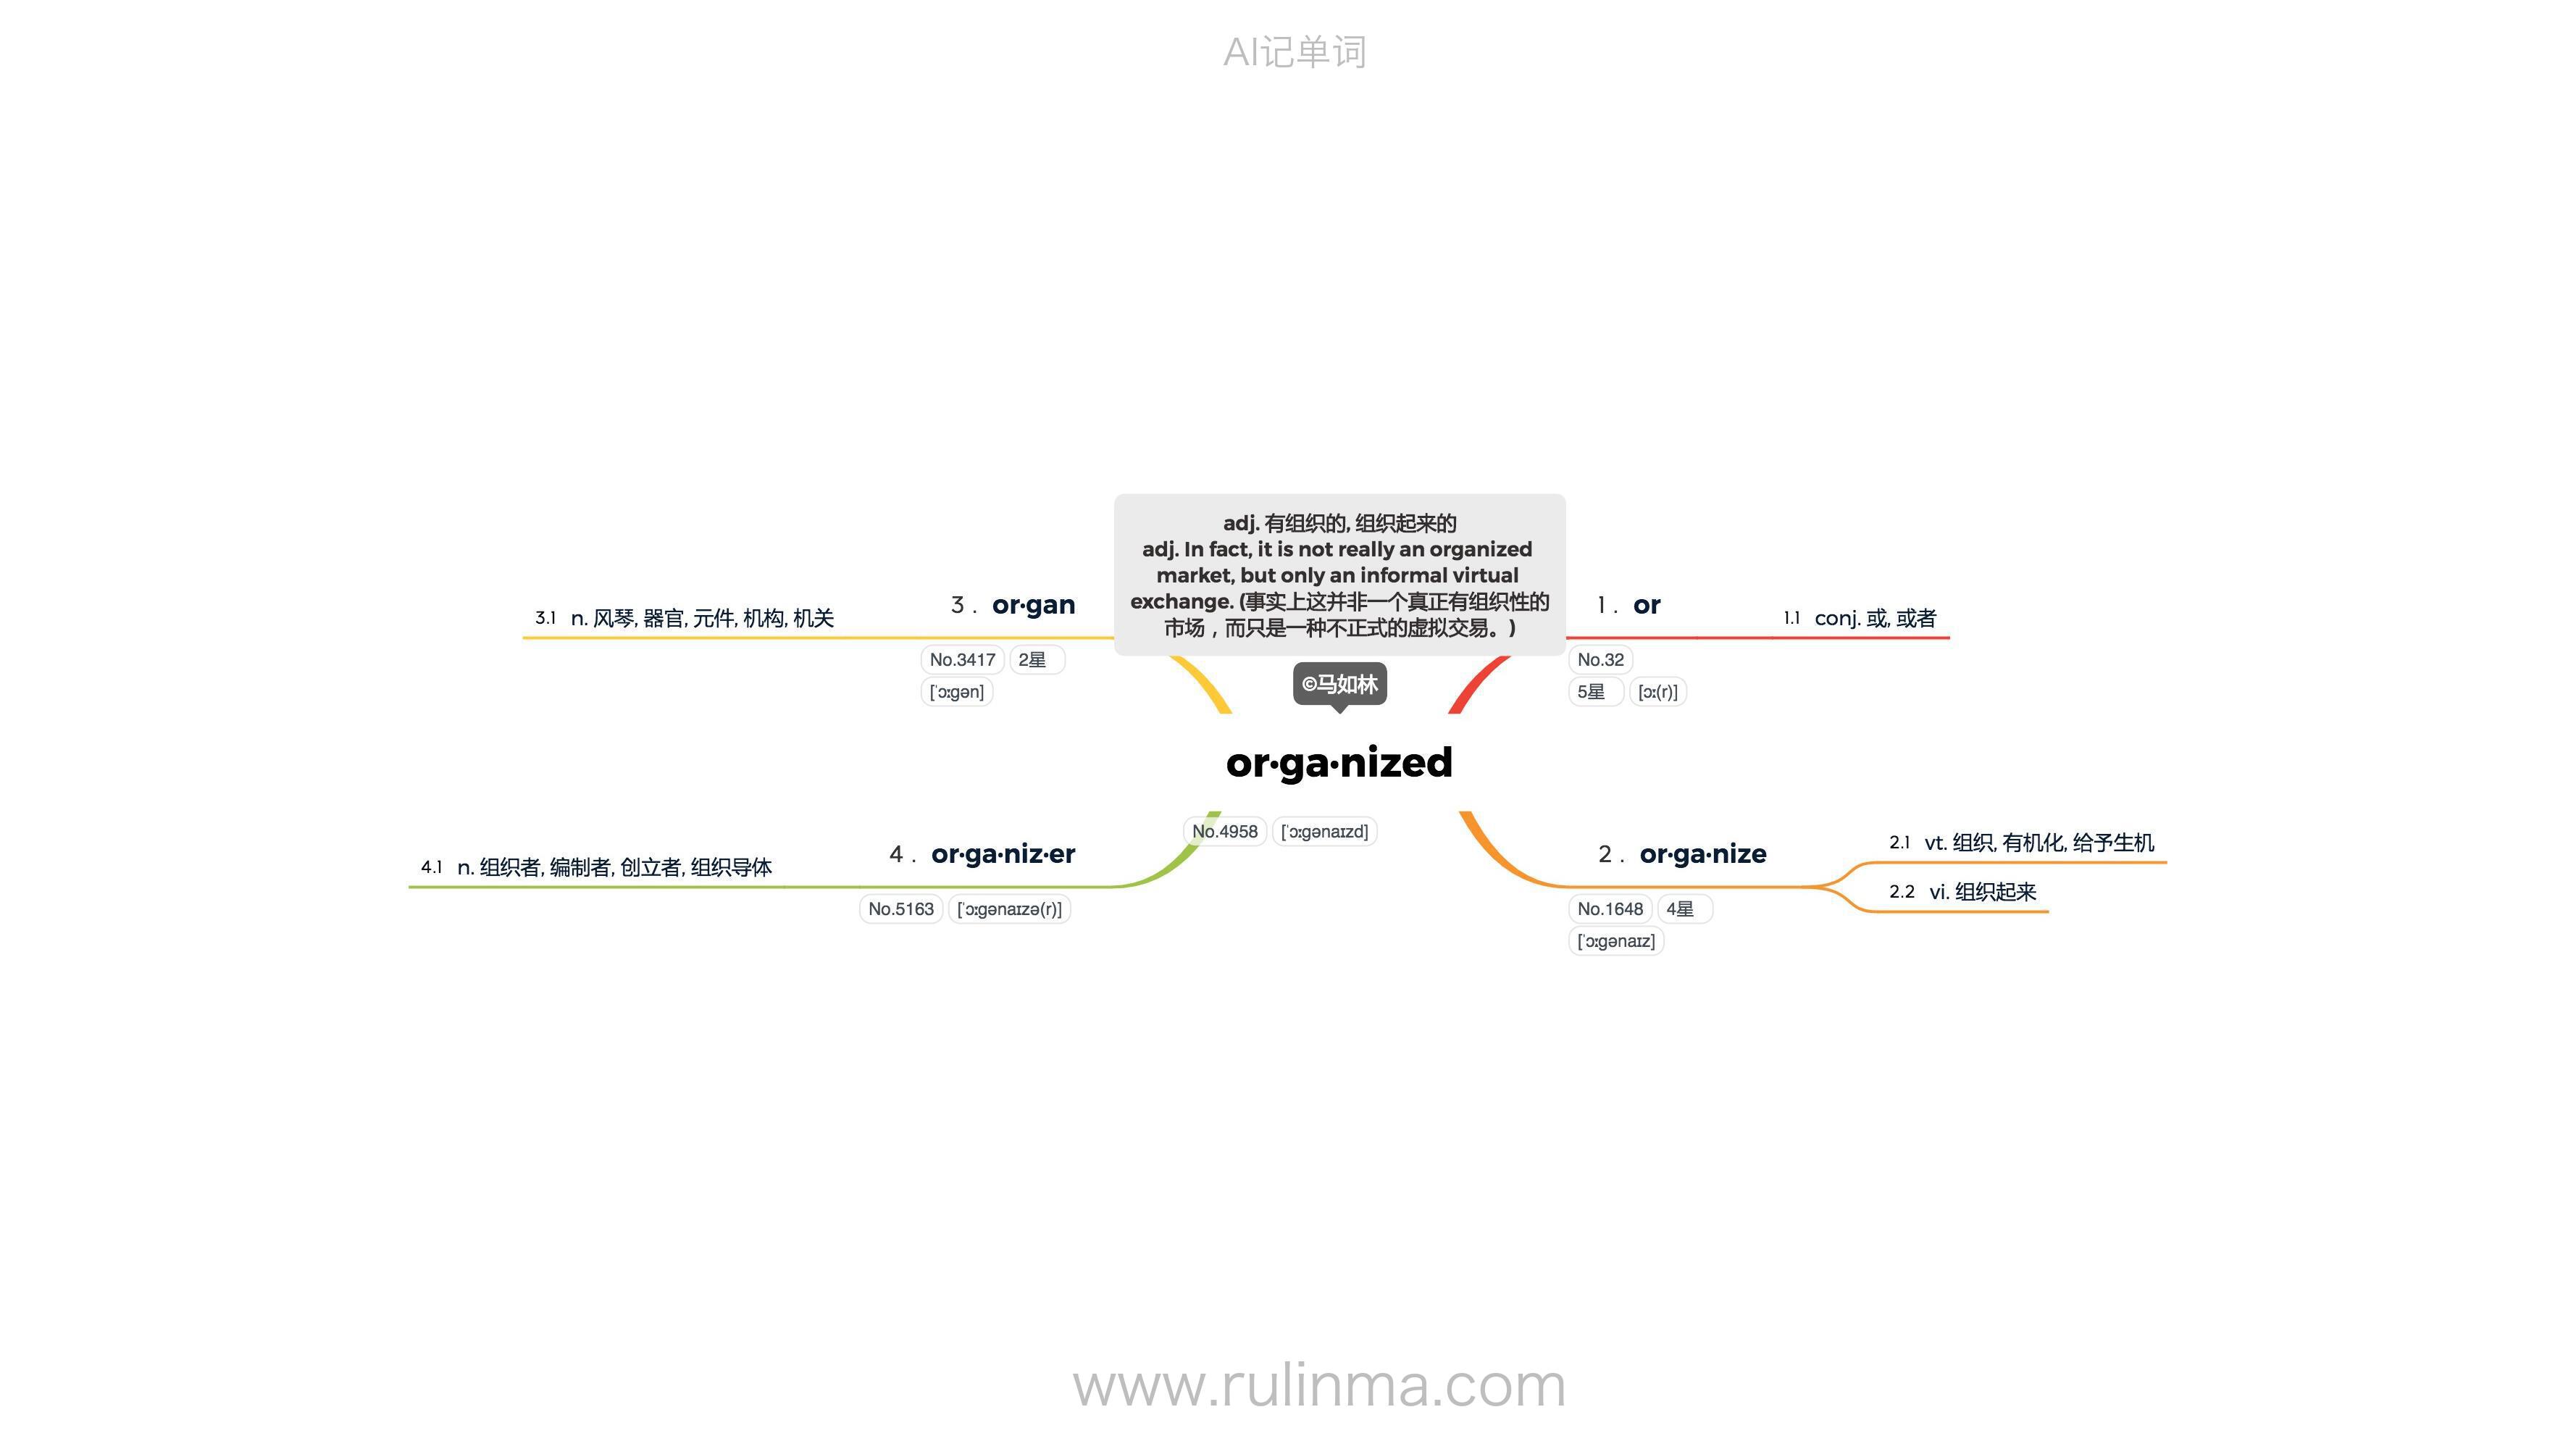 AI记单词
adj. 有组织的, 组织起来的
adj. In fact, it is not really an organized
market, but only an informal virtual
exchange. (事实上这并非一个真正有组织性的
市场，而只是一种不正式的虚拟交易。)
©马如林
or·ga·nized
No.4958 [ˈɔːgənaɪzd]
1. or
No.32
5星 [ɔː(r)]
1.1 conj. 或, 或者
2. or·ga·nize
No.1648 4星
[ˈɔːgənaɪz]
2.1 vt. 组织, 有机化, 给予生机
2.2 vi. 组织起来
3. or·gan
No.3417 2星
[ˈɔːgən]
3.1 n. 风琴, 器官, 元件, 机构, 机关
4. or·ga·niz·er
No.5163 [ˈɔːgənaɪzə(r)]
4.1 n. 组织者, 编制者, 创立者, 组织导体
www.rulinma.com